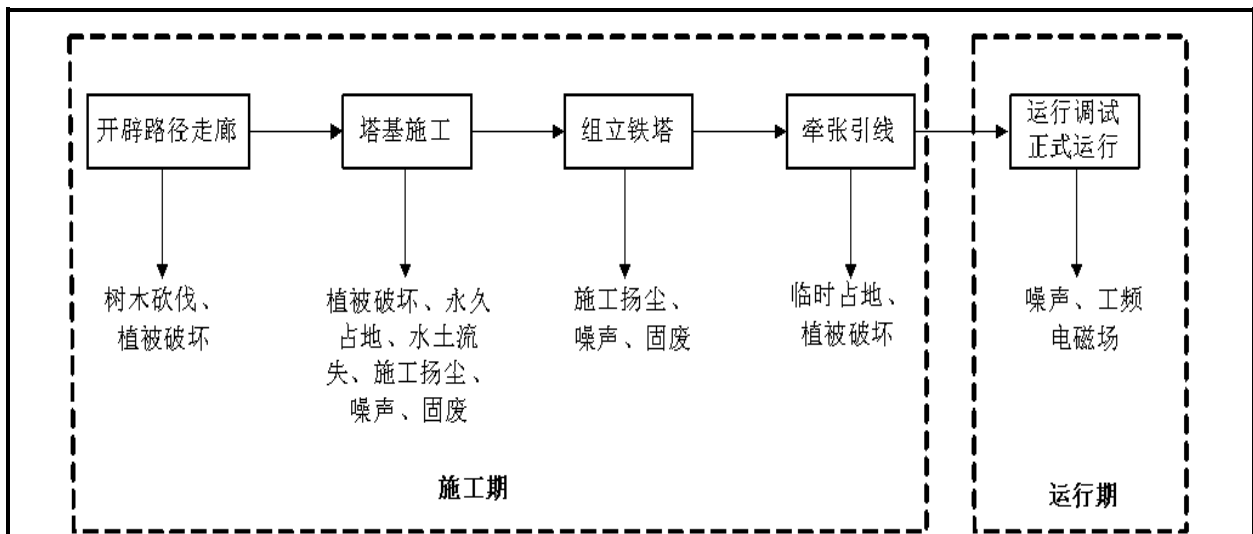 开辟路径走廊
塔基施工
组立铁塔
牵张引线
运行调试
正式运行
树木砍伐、
植被破坏
植被破坏、永久
占地、水土流
失、施工扬尘、
噪声、固废
施工扬尘、
噪声、固废
临时占地、
植被破坏
噪声、工频
电磁场
施工期
运行期